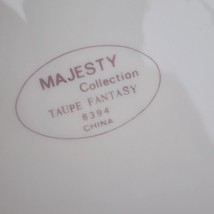 MAJESTY
Collection
TAUPE FANTASY
8394
CHINA